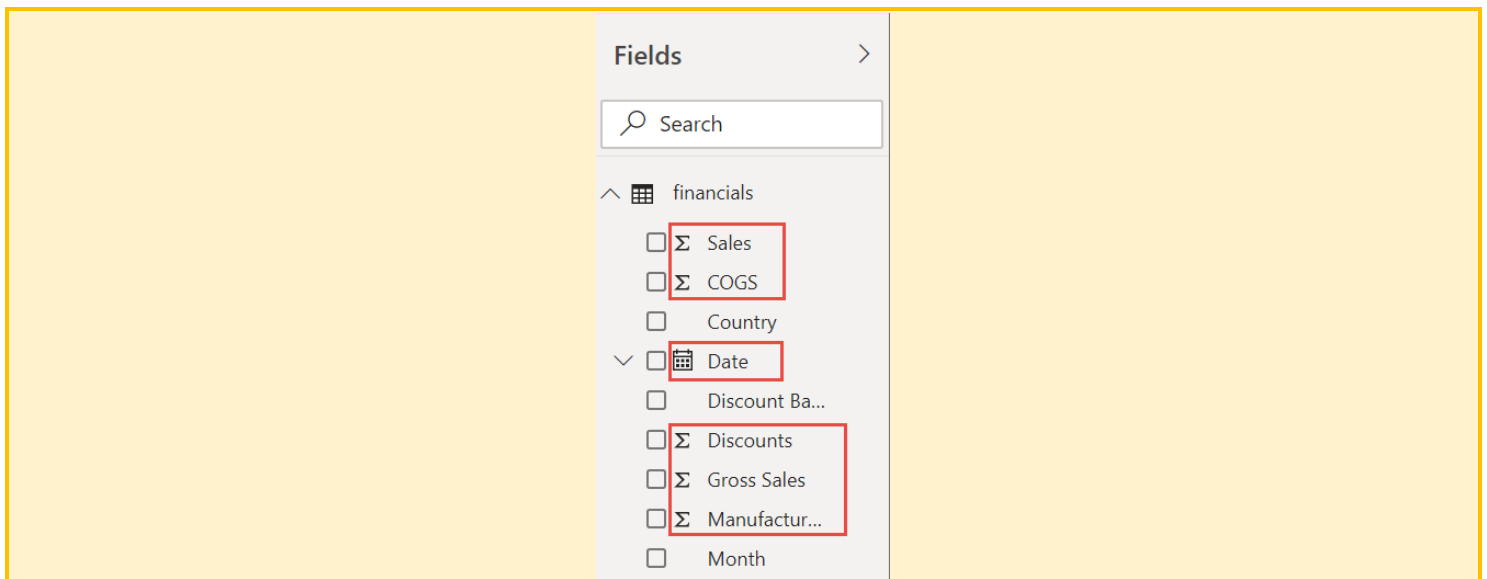 Fields
Search
financials
Σ Sales
Σ COGS
Country
Date
Discount Ba...
Σ Discounts
Σ Gross Sales
Σ Manufactur...
Month